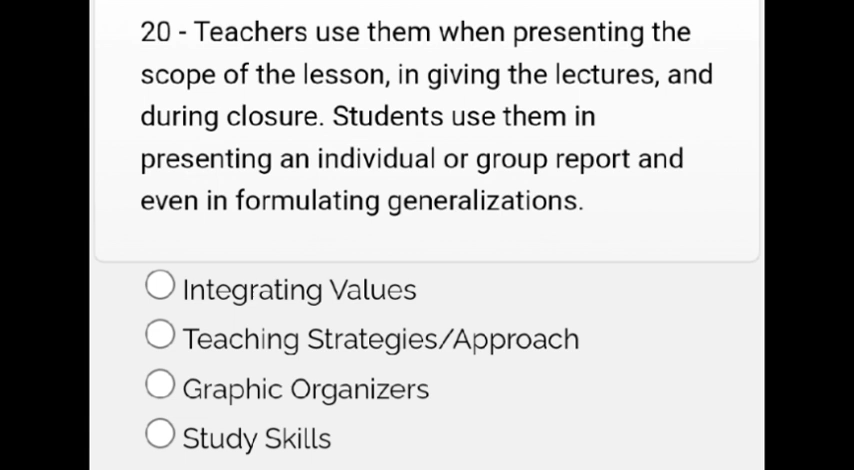 20 - Teachers use them when presenting the
scope of the lesson, in giving the lectures, and
during closure. Students use them in
presenting an individual or group report and
even in formulating generalizations.
Integrating Values
Teaching Strategies/Approach
Graphic Organizers
Study Skills